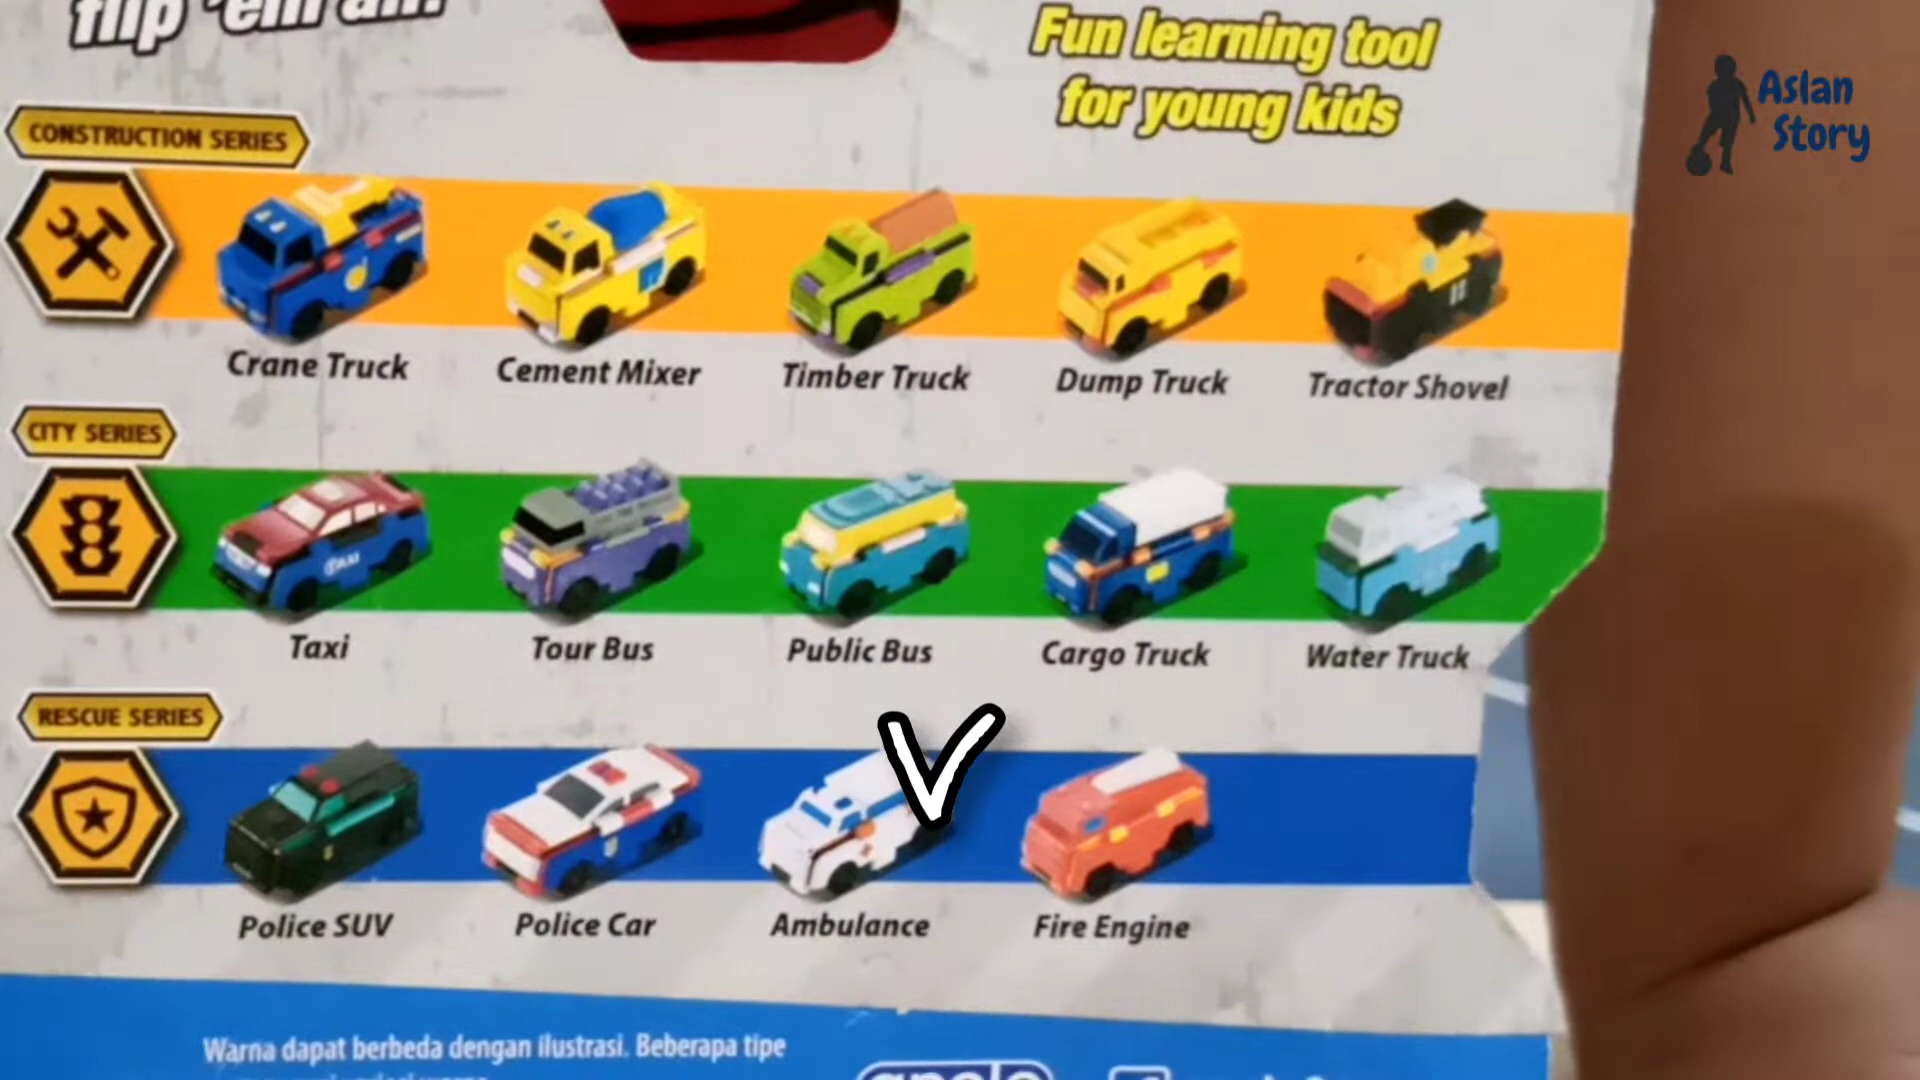 flip 'em all!
Fun learning tool
for young kids
Aslan
Story
CONSTRUCTION SERIES
Crane Truck
Cement Mixer
Timber Truck
Dump Truck
Tractor Shovel
CITY SERIES
TAXI
Taxi
Tour Bus
Public Bus
Cargo Truck
Water Truck
RESCUE SERIES
Police SUV
Police Car
Ambulance
Fire Engine
Warna dapat berbeda dengan ilustrasi. Beberapa tipe